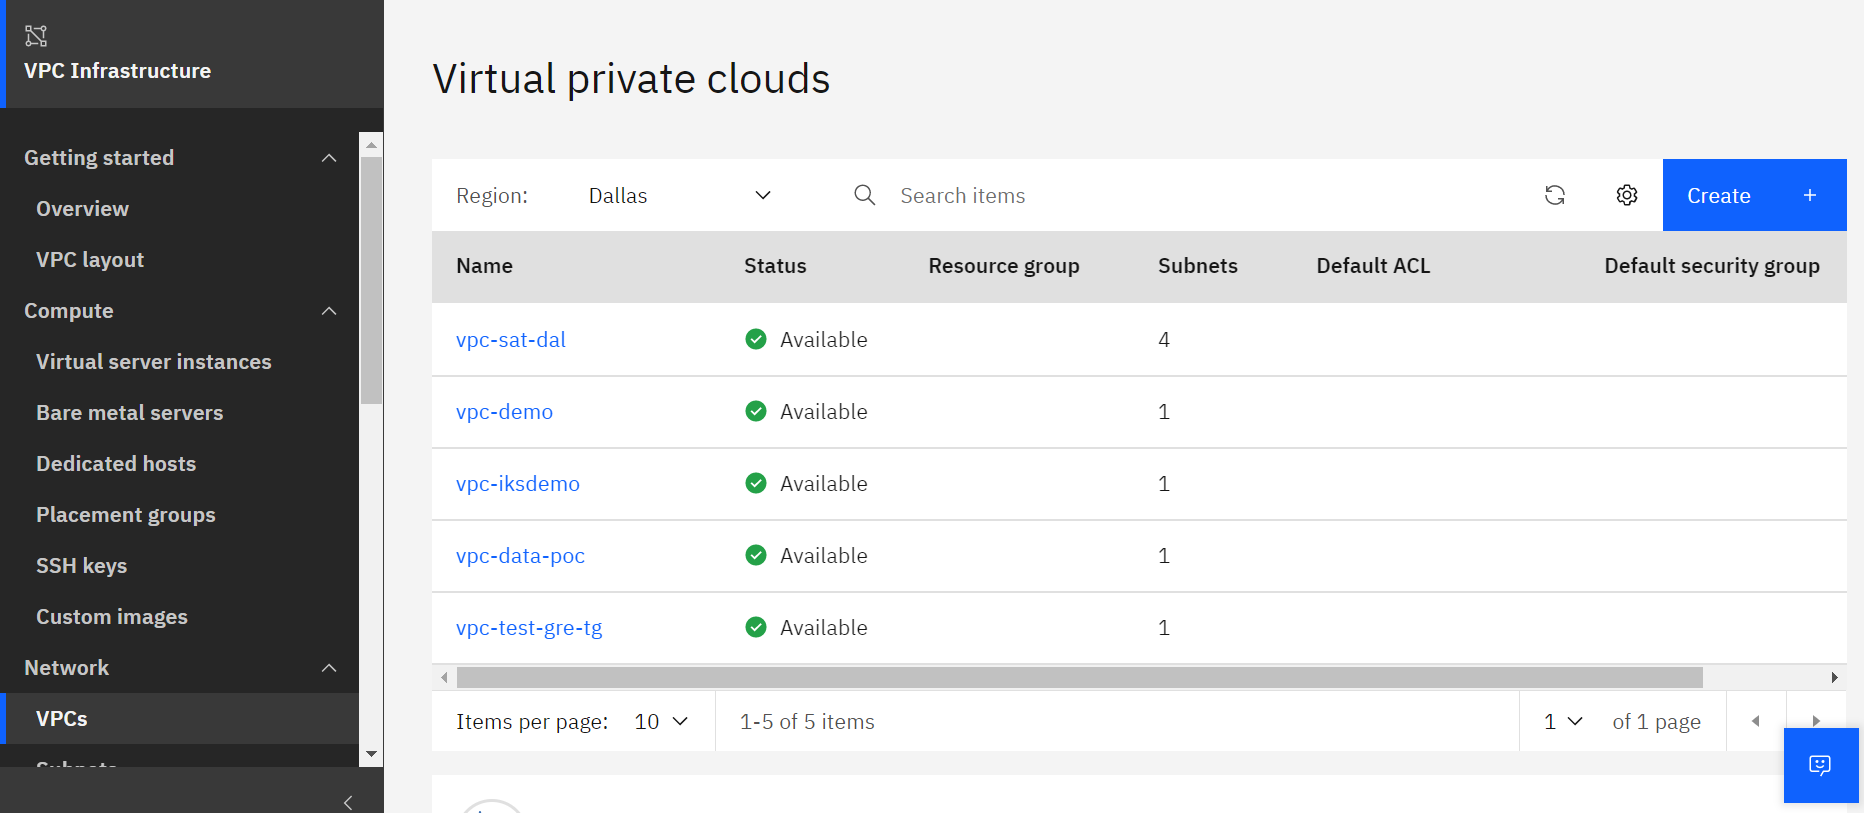 VPC Infrastructure
Getting started
Overview
VPC layout
Compute
Virtual server instances
Bare metal servers
Dedicated hosts
Placement groups
SSH keys
Custom images
Network
VPCs
Subnets
Virtual private clouds
Region: Dallas Search items Create +
Name Status Resource group Subnets Default ACL Default security group
vpc-sat-dal Available 4
vpc-demo Available 1
vpc-iksdemo Available 1
vpc-data-poc Available 1
vpc-test-gre-tg Available 1
Items per page: 10 1-5 of 5 items 1 of 1 page